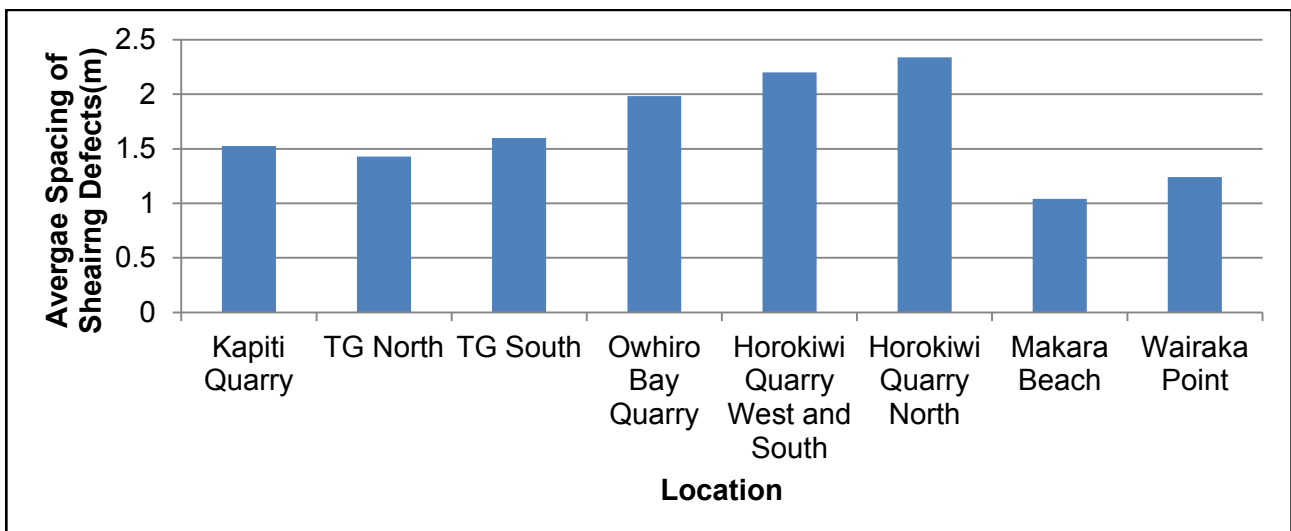 Avergae Spacing of
Sheairng Defects(m)
2.5
2
1.5
1
0.5
0
Kapiti
Quarry
TG North
TG South
Owhiro
Bay
Quarry
Horokiwi
Quarry
West and
South
Horokiwi
Quarry
North
Makara
Beach
Wairaka
Point
Location